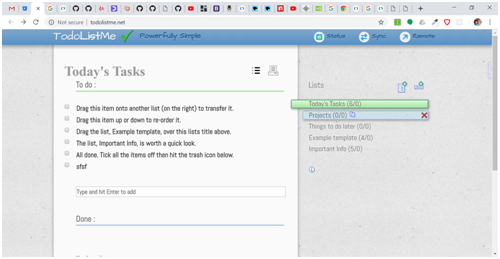 Not secure | todolistme.net
TodoListMe Powerfully Simple
Status Sync Remote
Today's Tasks
To do :
Drag this item onto another list (on the right) to transfer it.
Drag this item up or down to re-order it.
Drag the list, Example template, over this lists title above.
The list, Important Info, is worth a quick look.
All done. Tick all the items off then hit the trash icon below.
sfsf
Type and hit Enter to add
Done :
Lists
Today's Tasks (6/0)
Projects (0/0)
Things to do later (0/0)
Example template (4/0)
Important Info (5/0)